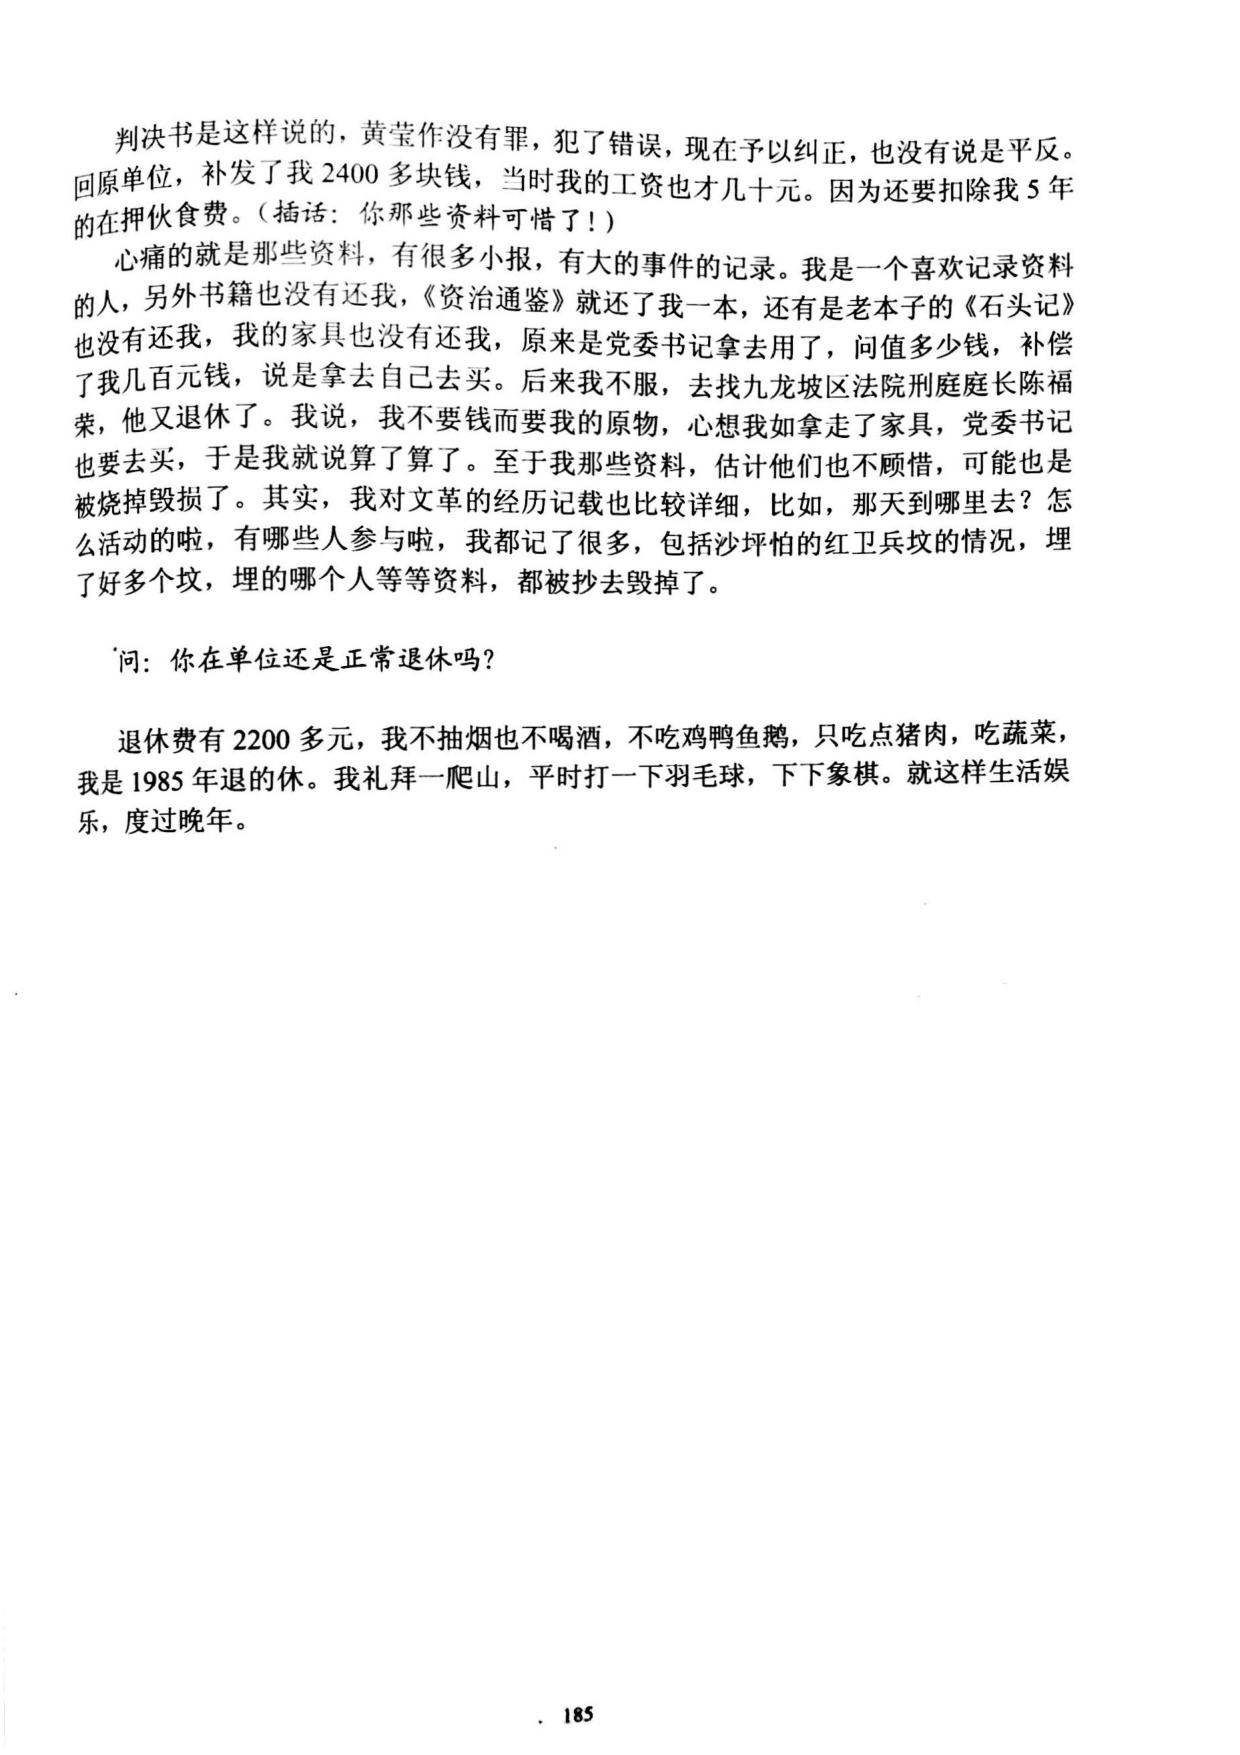 判决书是这样说的，黄莹作没有罪，犯了错误，现在予以纠正，也没有说是平反。
回原单位，补发了我 2400 多块钱，当时我的工资也才几十元。因为还要扣除我 5 年
的在押伙食费。（插话：你那些资料可惜了！）
心痛的就是那些资料，有很多小报，有大的事件的记录。我是一个喜欢记录资料
的人，另外书籍也没有还我，《资治通鉴》就还了我一本，还有是老本子的《石头记》
也没有还我，我的家具也没有还我，原来是党委书记拿去用了，问值多少钱，补偿
了我几百元钱，说是拿去自己去买。后来我不服，去找九龙坡区法院刑庭庭长陈福
荣，他又退休了。我说，我不要钱而要我的原物，心想我如拿走了家具，党委书记
也要去买，于是我就说算了算了。至于我那些资料，估计他们也不顾惜，可能也是
被烧掉毁损了。其实，我对文革的经历记载也比较详细，比如，那天到哪里去？怎
么活动的啦，有哪些人参与啦，我都记了很多，包括沙坪怕的红卫兵坟的情况，埋
了好多个坟，埋的哪个人等等资料，都被抄去毁掉了。
问：你在单位还是正常退休吗？
退休费有 2200 多元，我不抽烟也不喝酒，不吃鸡鸭鱼鹅，只吃点猪肉，吃蔬菜，
我是 1985 年退的休。我礼拜一爬山，平时打一下羽毛球，下下象棋。就这样生活娱
乐，度过晚年。
185